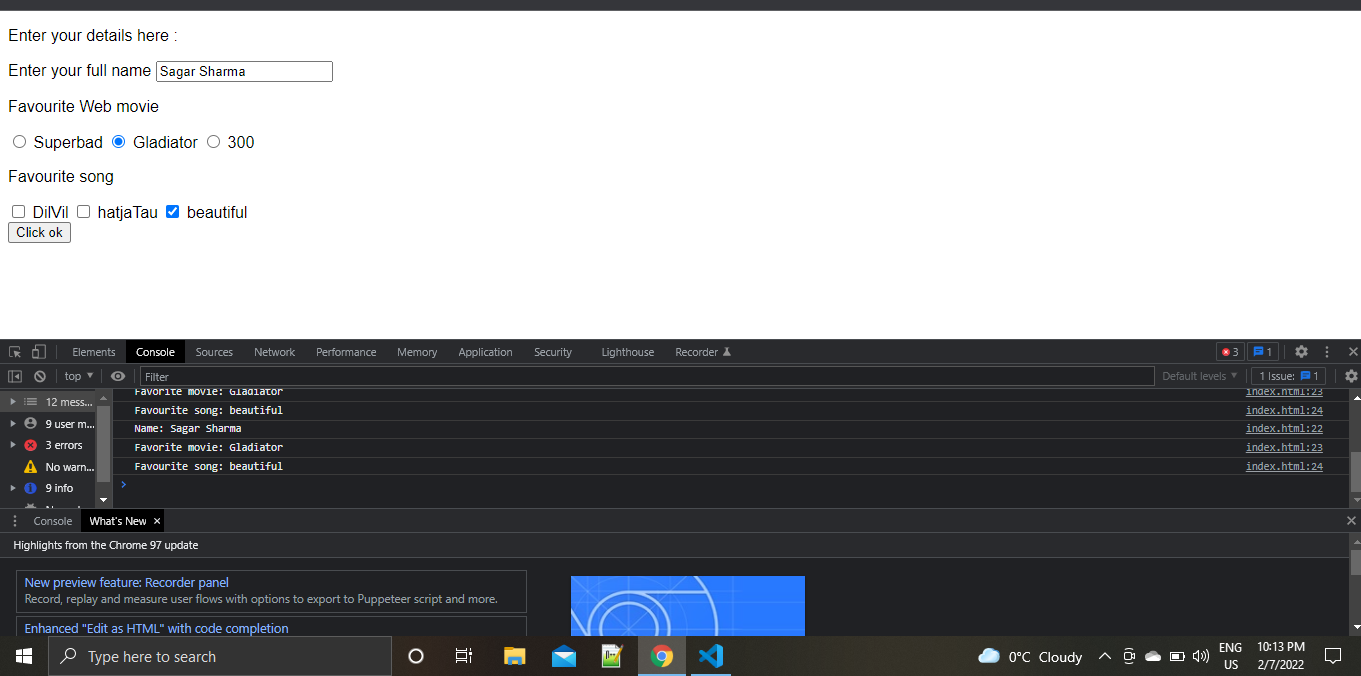 Enter your details here :
Enter your full name Sagar Sharma
Favourite Web movie
Superbad Gladiator 300
Favourite song
DilVil hatjaTau beautiful
Click ok
Elements Console Sources Network Performance Memory Application Security Lighthouse Recorder 3 1
top Filter Default levels 1 Issue: 1
12 mess...
9 user m...
3 errors
No warn...
9 info
Favorite movie: Gladiator index.html:23
Favourite song: beautiful index.html:24
Name: Sagar Sharma index.html:22
Favorite movie: Gladiator index.html:23
Favourite song: beautiful index.html:24
Console What's New
Highlights from the Chrome 97 update
New preview feature: Recorder panel
Record, replay and measure user flows with options to export to Puppeteer script and more.
Enhanced "Edit as HTML" with code completion
Type here to search
0°C Cloudy
ENG
US
10:13 PM
2/7/2022